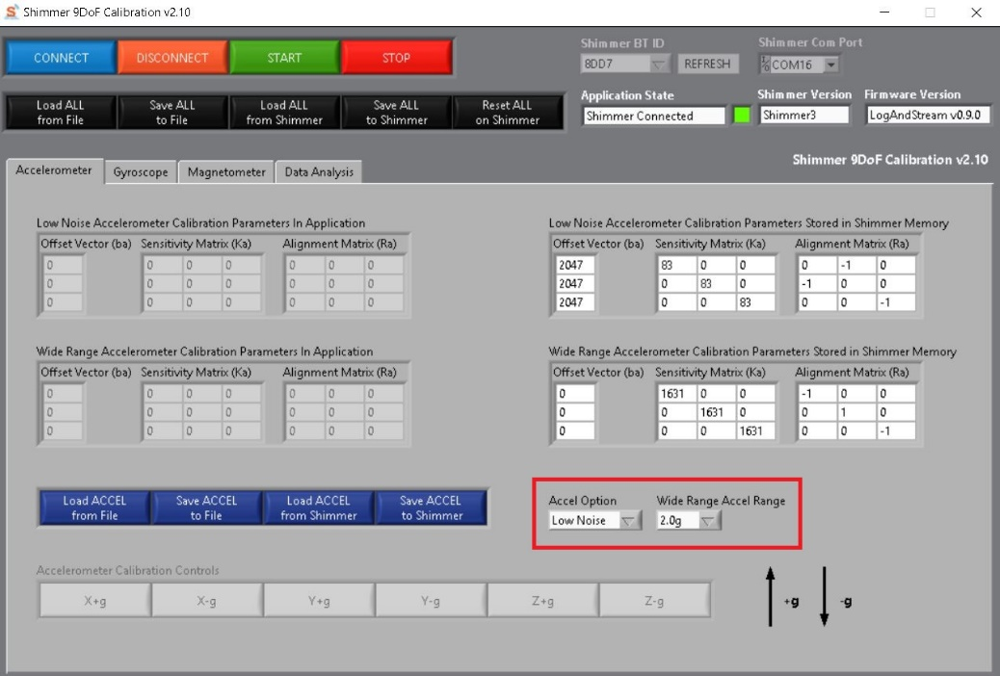 Shimmer 9DoF Calibration v2.10
CONNECT DISCONNECT START STOP
Shimmer BT ID Shimmer Com Port
8DD7 REFRESH COM16
Load ALL Save ALL Load ALL Save ALL Reset ALL
from File to File from Shimmer to Shimmer on Shimmer
Application State Shimmer Version Firmware Version
Shimmer Connected Shimmer3 LogAndStream v0.9.0
Shimmer 9DoF Calibration v2.10
Accelerometer Gyroscope Magnetometer Data Analysis
Low Noise Accelerometer Calibration Parameters In Application
Offset Vector (ba) Sensitivity Matrix (Ka) Alignment Matrix (Ra)
0 0 0 0 0 0 0
0 0 0 0 0 0 0
0 0 0 0 0 0 0
Low Noise Accelerometer Calibration Parameters Stored in Shimmer Memory
Offset Vector (ba) Sensitivity Matrix (Ka) Alignment Matrix (Ra)
2047 83 0 0 0 -1 0
2047 0 83 0 -1 0 0
2047 0 0 83 0 0 -1
Wide Range Accelerometer Calibration Parameters In Application
Offset Vector (ba) Sensitivity Matrix (Ka) Alignment Matrix (Ra)
0 0 0 0 0 0 0
0 0 0 0 0 0 0
0 0 0 0 0 0 0
Wide Range Accelerometer Calibration Parameters Stored in Shimmer Memory
Offset Vector (ba) Sensitivity Matrix (Ka) Alignment Matrix (Ra)
0 1631 0 0 -1 0 0
0 0 1631 0 0 1 0
0 0 0 1631 0 0 -1
Load ACCEL Save ACCEL Load ACCEL Save ACCEL
from File to File from Shimmer to Shimmer
Accel Option Wide Range Accel Range
Low Noise 2.0g
Accelerometer Calibration Controls
X+g X-g Y+g Y-g Z+g Z-g
+g -g